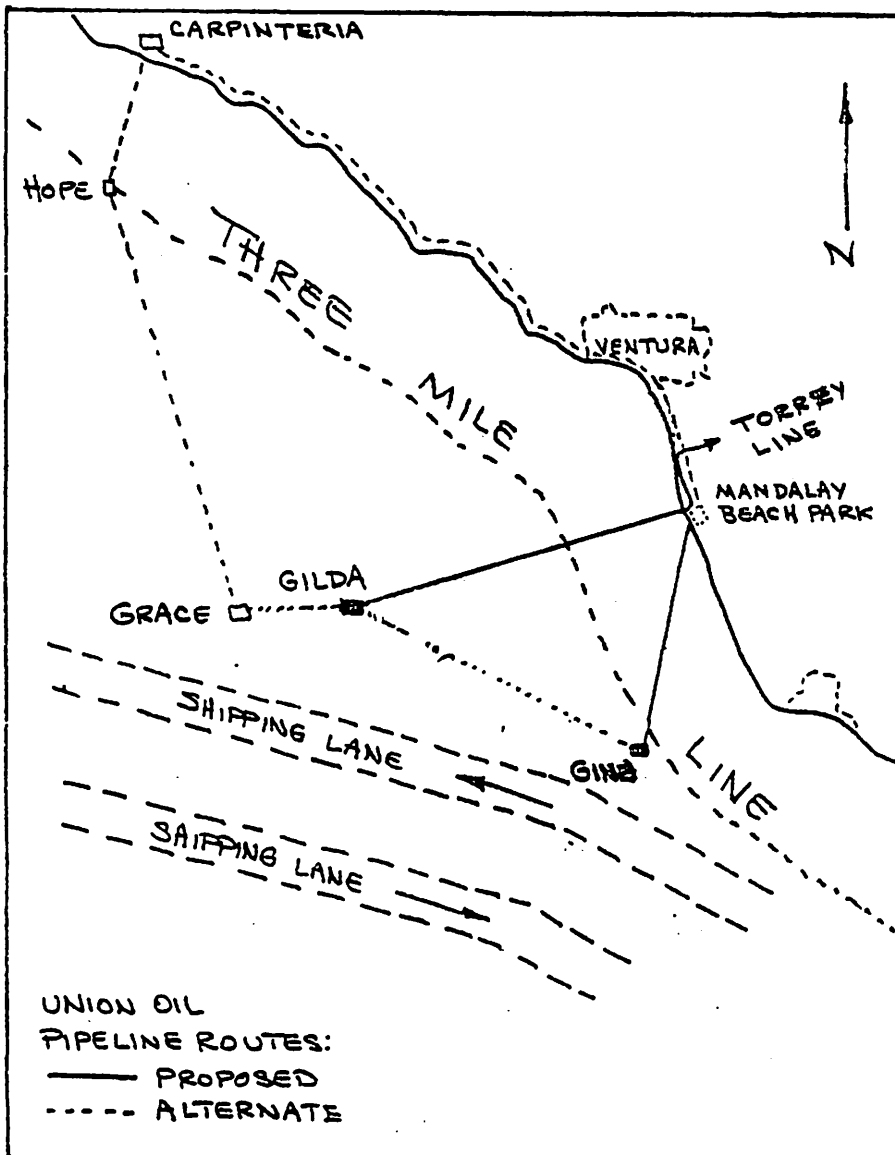 CARPINTERIA
HOPE
THREE
MILE
LINE
N
VENTURA
TORREY
LINE
MANDALAY
BEACH PARK
GILDA
GRACE
GINA
SHIPPING LANE
SHIPPING LANE
UNION OIL
PIPELINE ROUTES:
PROPOSED
ALTERNATE